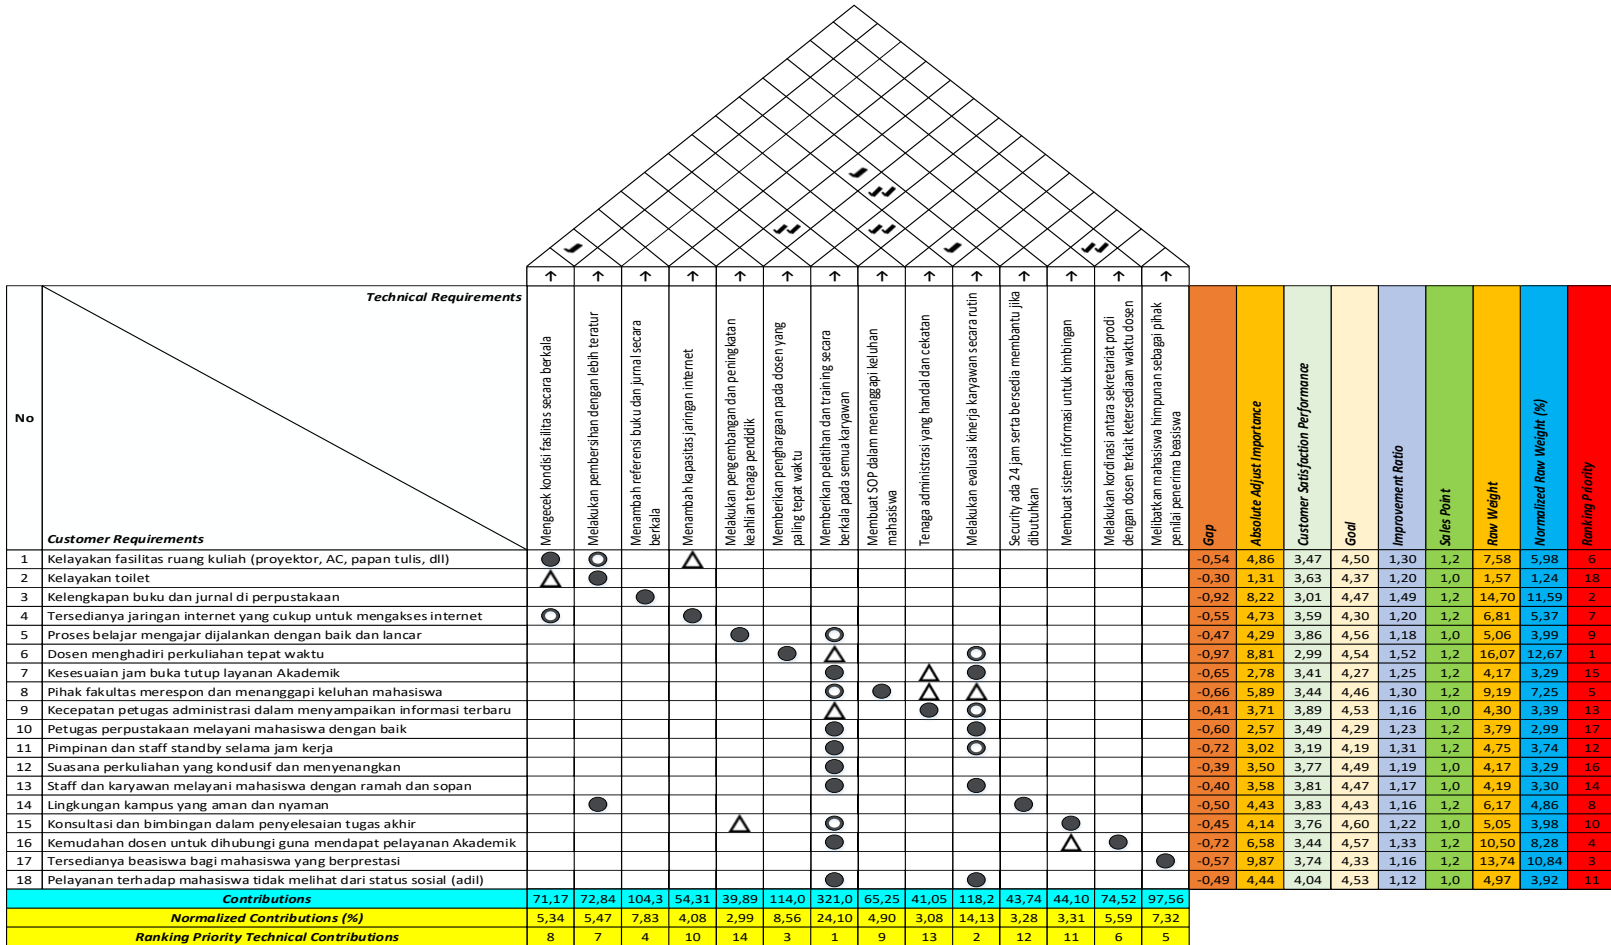 ↑ ↑ ↑ ↑ ↑ ↑ ↑ ↑ ↑ ↑ ↑ ↑ ↑ ↑
No
Technical Requirements
Customer Requirements
Mengecek kondisi fasilitas secara berkala
Melakukan pembersihan dengan lebih teratur
Menambah referensi buku dan jurnal secara
berkala
Menambah kapasitas jaringan internet
Melakukan pengembangan dan peningkatan
keahlian tenaga pendidik
Memberikan penghargaan pada dosen yang
paling tepat waktu
Memberikan pelatihan dan training secara
berkala pada semua karyawan
Membuat SOP dalam menanggapi keluhan
mahasiswa
Tenaga administrasi yang handal dan cekatan
Melakukan evaluasi kinerja karyawan secara rutin
Security ada 24 jam serta bersedia membantu jika
dibutuhkan
Membuat sistem informasi untuk bimbingan
Melakukan kordinasi antara sekretariat prodi
dengan dosen terkait ketersediaan waktu dosen
Melibatkan mahasiswa himpunan sebagai pihak
penilai penerima beasiswa
Gap
Absolute Adjust Importance
Customer Satisfaction Performance
Goal
Improvement Ratio
Sales Point
Raw Weight
Normalized Raw Weight (%)
Ranking Priority
1 Kelayakan fasilitas ruang kuliah (proyektor, AC, papan tulis, dll) -0,54 4,86 3,47 4,50 1,30 1,2 7,58 5,98 6
2 Kelayakan toilet -0,30 1,31 3,63 4,37 1,20 1,0 1,57 1,24 18
3 Kelengkapan buku dan jurnal di perpustakaan -0,92 8,22 3,01 4,47 1,49 1,2 14,70 11,59 2
4 Tersedianya jaringan internet yang cukup untuk mengakses internet -0,55 4,73 3,59 4,30 1,20 1,2 6,81 5,37 7
5 Proses belajar mengajar dijalankan dengan baik dan lancar -0,47 4,29 3,86 4,56 1,18 1,0 5,06 3,99 9
6 Dosen menghadiri perkuliahan tepat waktu -0,97 8,81 2,99 4,54 1,52 1,2 16,07 12,67 1
7 Kesesuaian jam buka tutup layanan Akademik -0,65 2,78 3,41 4,27 1,25 1,2 4,17 3,29 15
8 Pihak fakultas merespon dan menanggapi keluhan mahasiswa -0,66 5,89 3,44 4,46 1,30 1,2 9,19 7,25 5
9 Kecepatan petugas administrasi dalam menyampaikan informasi terbaru -0,41 3,71 3,89 4,53 1,16 1,0 4,30 3,39 13
10 Petugas perpustakaan melayani mahasiswa dengan baik -0,60 2,57 3,49 4,29 1,23 1,2 3,79 2,99 17
11 Pimpinan dan staff standby selama jam kerja -0,72 3,02 3,19 4,19 1,31 1,2 4,75 3,74 12
12 Suasana perkuliahan yang kondusif dan menyenangkan -0,39 3,50 3,77 4,49 1,19 1,0 4,17 3,29 16
13 Staff dan karyawan melayani mahasiswa dengan ramah dan sopan -0,40 3,58 3,81 4,47 1,17 1,0 4,19 3,30 14
14 Lingkungan kampus yang aman dan nyaman -0,50 4,43 3,83 4,43 1,16 1,2 6,17 4,86 8
15 Konsultasi dan bimbingan dalam penyelesaian tugas akhir -0,45 4,14 3,76 4,60 1,22 1,0 5,05 3,98 10
16 Kemudahan dosen untuk dihubungi guna mendapat pelayanan Akademik -0,72 6,58 3,44 4,57 1,33 1,2 10,50 8,28 4
17 Tersedianya beasiswa bagi mahasiswa yang berprestasi -0,57 9,87 3,74 4,33 1,16 1,2 13,74 10,84 3
18 Pelayanan terhadap mahasiswa tidak melihat dari status sosial (adil) -0,49 4,44 4,04 4,53 1,12 1,0 4,97 3,92 11
Contributions 71,17 72,84 104,3 54,31 39,89 114,0 321,0 65,25 41,05 118,2 43,74 44,10 74,52 97,56
Normalized Contributions (%) 5,34 5,47 7,83 4,08 2,99 8,56 24,10 4,90 3,08 14,13 3,28 3,31 5,59 7,32
Ranking Priority Technical Contributions 8 7 4 10 14 3 1 9 13 2 12 11 6 5